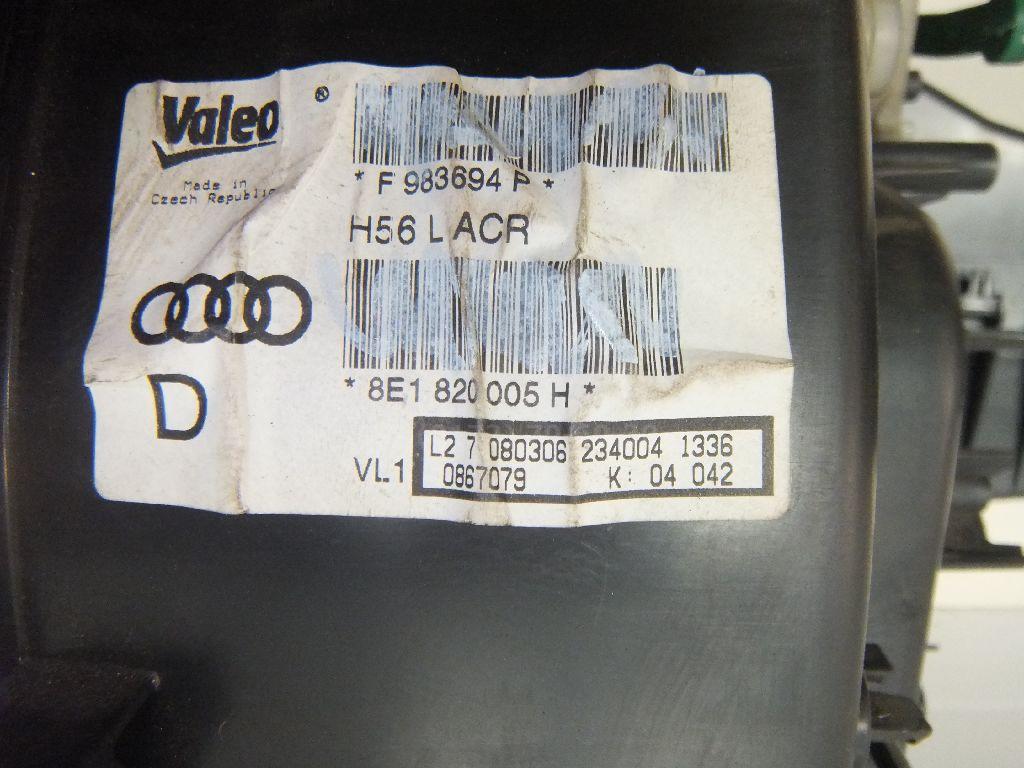 Valeo ®
Made in
Czech Republic
* F 983694 P *
H56 L ACR
* 8E1 820 005 H *
D
VL1
L2 7 080306 234004 1336
0867079 K: 04 042